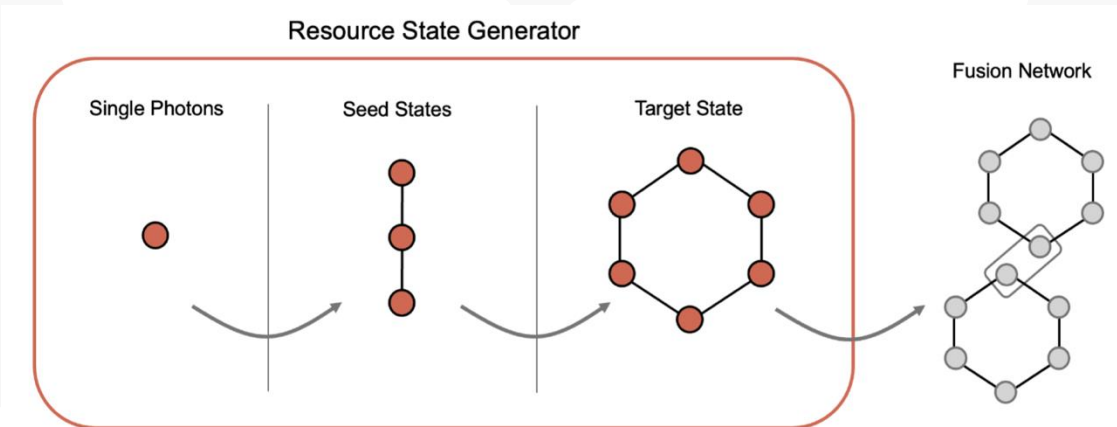 Resource State Generator
Fusion Network
Single Photons
Seed States
Target State